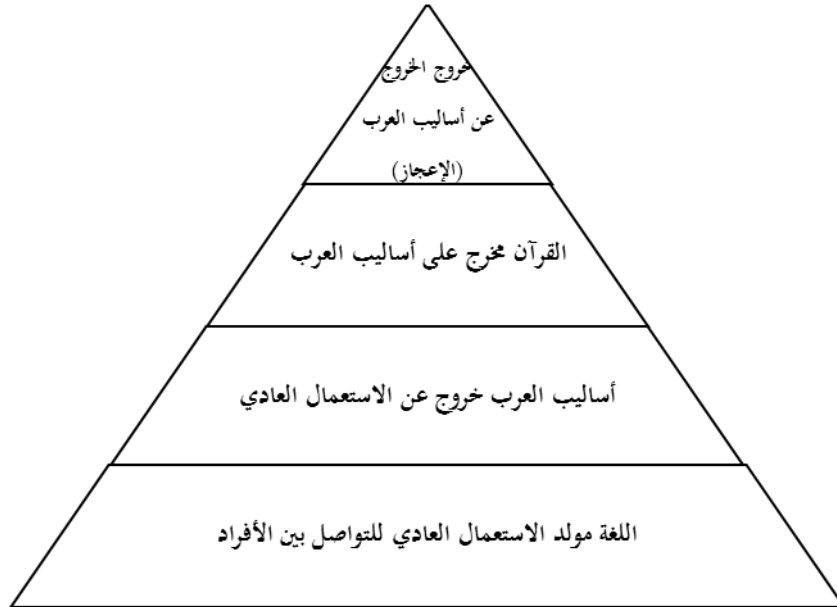 خروج الخروج
عن أساليب العرب
(الإعجاز)
القرآن مخرج على أساليب العرب
أساليب العرب خروج عن الاستعمال العادي
اللغة مولد الاستعمال العادي للتواصل بين الأفراد